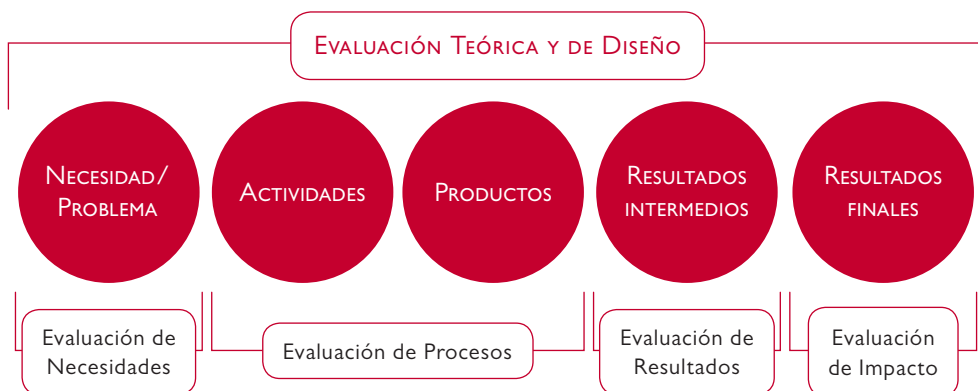 Evaluación Teórica y de Diseño
Necesidad/
Problema
Actividades
Productos
Resultados
intermedios
Resultados
finales
Evaluación de
Necesidades
Evaluación de Procesos
Evaluación de
Resultados
Evaluación
de Impacto